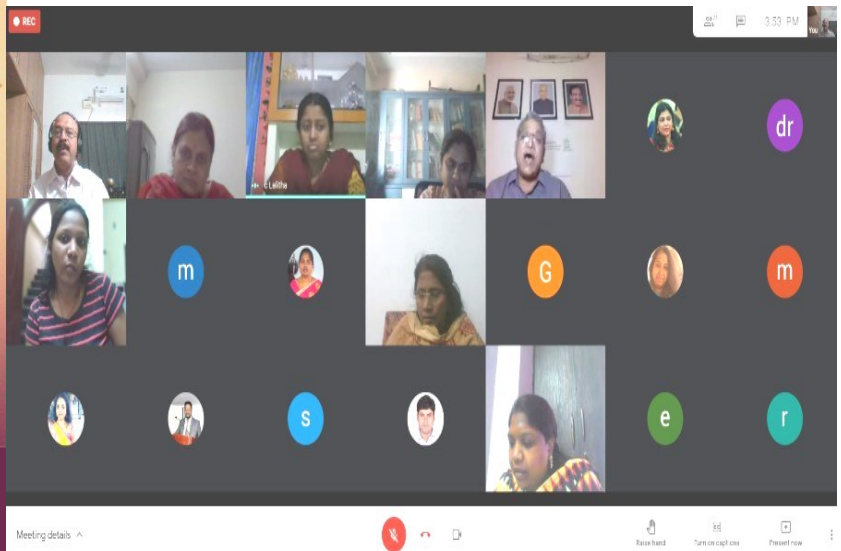 REC
3:53 PM
You
c Lalitha
dr
m
G
m
s
e
r
Meeting details
Raise hand
Turn on captions
Present now